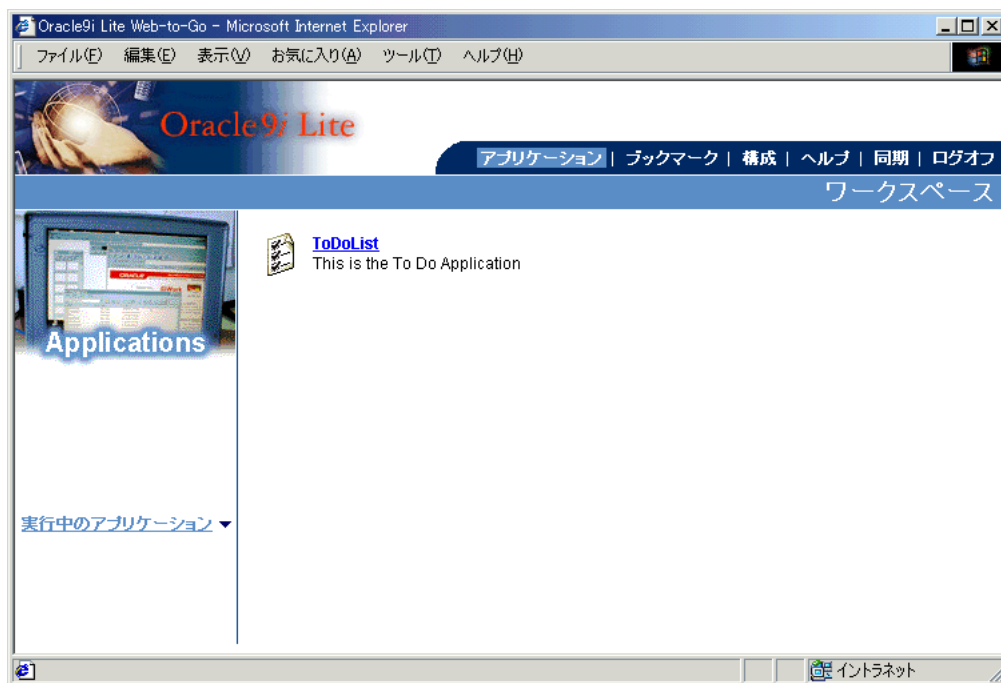 Oracle9i Lite Web-to-Go - Microsoft Internet Explorer
ファイル(F) 編集(E) 表示(V) お気に入り(A) ツール(T) ヘルプ(H)
Oracle9i Lite
アプリケーション | ブックマーク | 構成 | ヘルプ | 同期 | ログオフ
ワークスペース
ToDoList
This is the To Do Application
Applications
実行中のアプリケーション
イントラネット